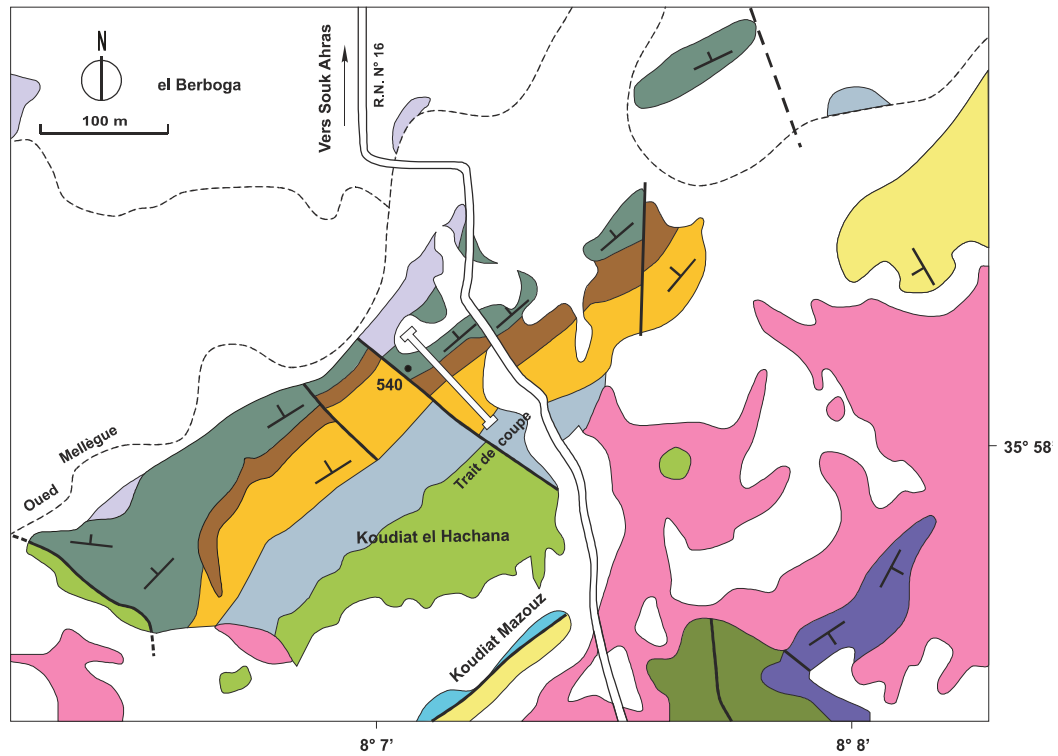 N
el Berboga
100 m
Vers Souk Ahras
R.N. N° 16
540
Oued Mellègue
Trait de coupe
Koudiat el Hachana
Koudiat Mazouz
35° 58'
8° 7'
8° 8'